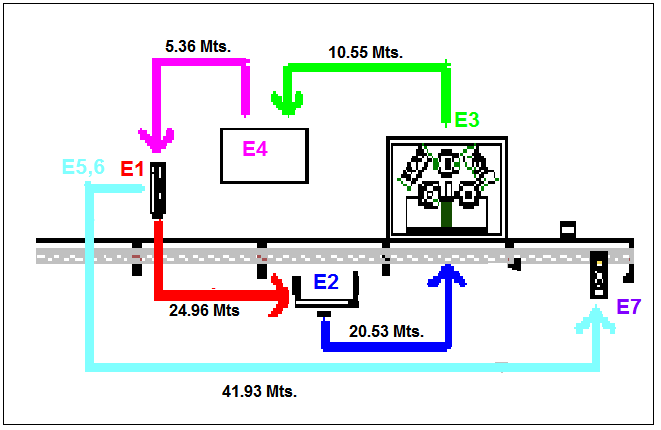 5.36 Mts.
10.55 Mts.
E3
E4
E5,6
E1
E2
24.96 Mts
E7
20.53 Mts.
41.93 Mts.